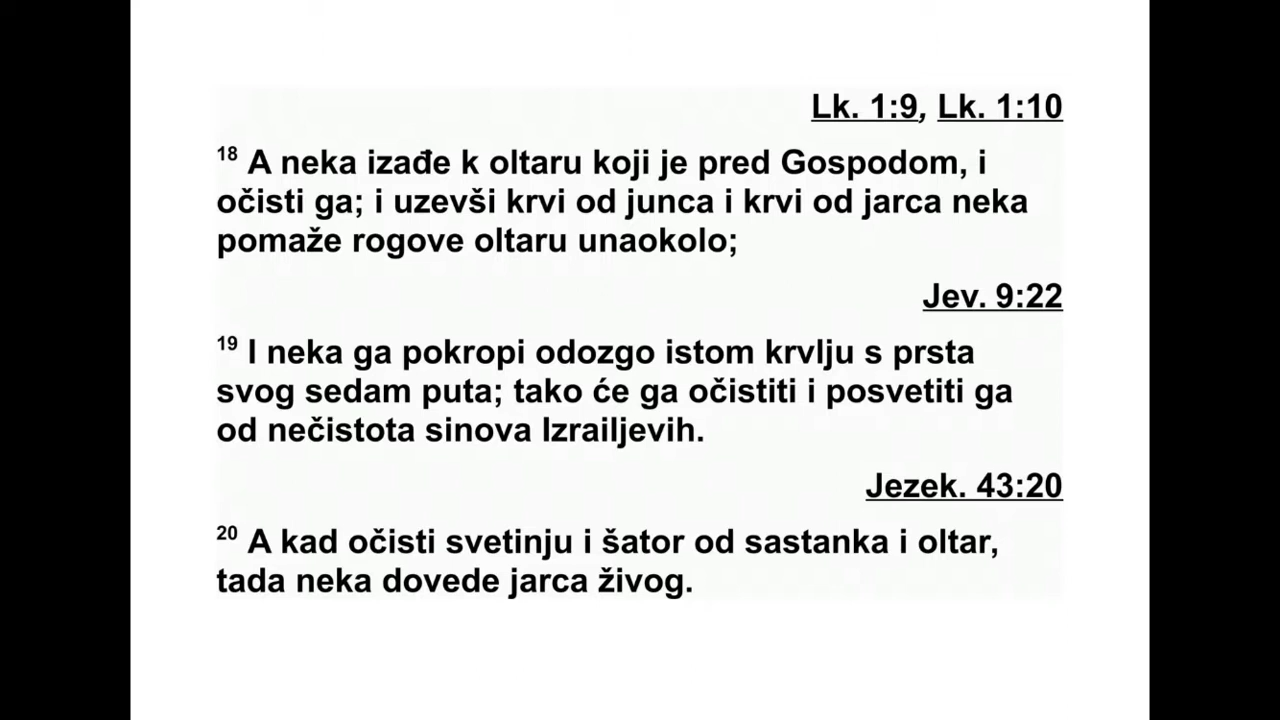 Lk. 1:9, Lk. 1:10
18 A neka izađe k oltaru koji je pred Gospodom, i
očisti ga; i uzevši krvi od junca i krvi od jarca neka
pomaže rogove oltaru unaokolo;
Jev. 9:22
19 I neka ga pokropi odozgo istom krvlju s prsta
svog sedam puta; tako će ga očistiti i posvetiti ga
od nečistota sinova Izrailjevih.
Jezek. 43:20
20 A kad očisti svetinju i šator od sastanka i oltar,
tada neka dovede jarca živog.